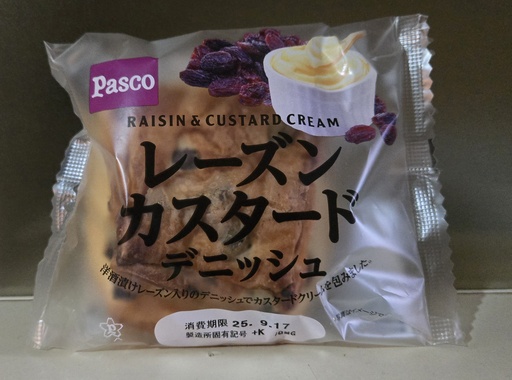 Pasco
RAISIN & CUSTARD CREAM
レーズン
カスタード
デニッシュ
洋酒漬けレーズン入りのデニッシュでカスタードクリームを包みました。
消費期限 25. 9.17
製造所固有記号 +K